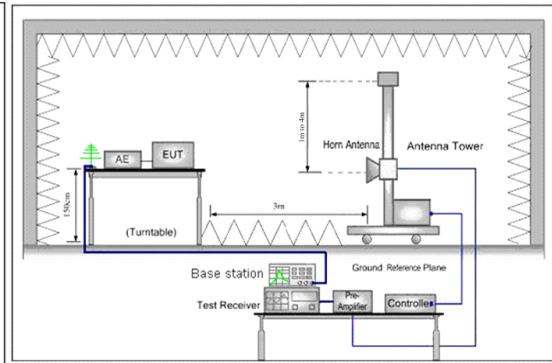 1m to 4m
Horn Antenna
Antenna Tower
AE
EUT
150cm
(Turntable)
3m
Ground Reference Plane
Base station
Test Receiver
Pre-
Amplifier
Controller